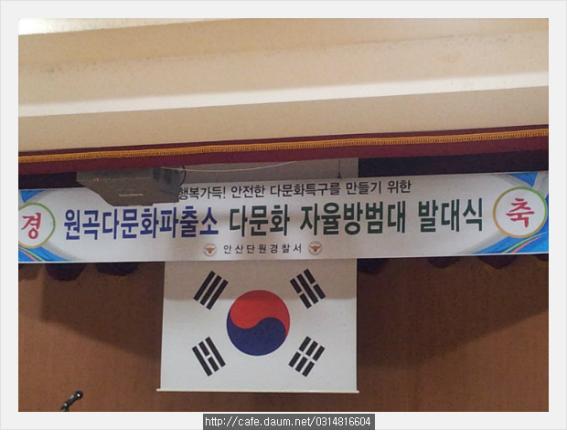 행복가득! 안전한 다문화특구를 만들기 위한
경 원곡다문화파출소 다문화 자율방범대 발대식 축
안산단원경찰서
http://cafe.daum.net/0314816604